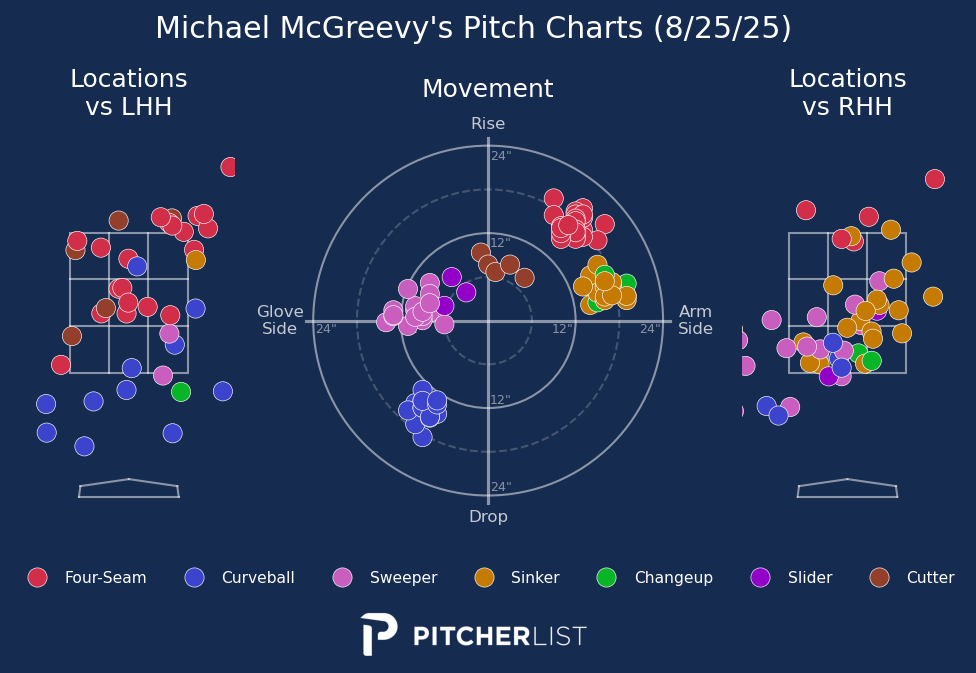 Michael McGreevy's Pitch Charts (8/25/25)
Locations
vs LHH
Movement
Locations
vs RHH
Rise
24"
12"
Glove
Side
24"
12"
24"
Arm
Side
12"
24"
Drop
Four-Seam
Curveball
Sweeper
Sinker
Changeup
Slider
Cutter
PITCHERLIST